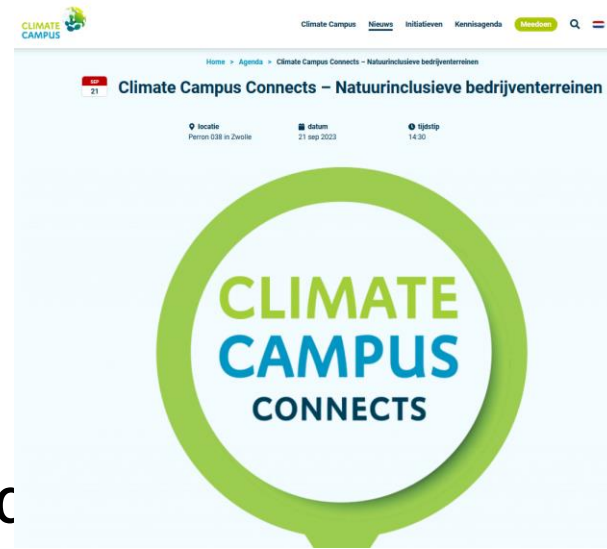 CLIMATE
CAMPUS
Climate Campus Nieuws Initiatieven Kennisagenda Meedoen
Home > Agenda > Climate Campus Connects – Natuurinclusieve bedrijventerreinen
SEP
21
Climate Campus Connects – Natuurinclusieve bedrijventerreinen
locatie datum tijdstip
Perron 038 in Zwolle 21 sep 2023 14:30
CLIMATE
CAMPUS
CONNECTS